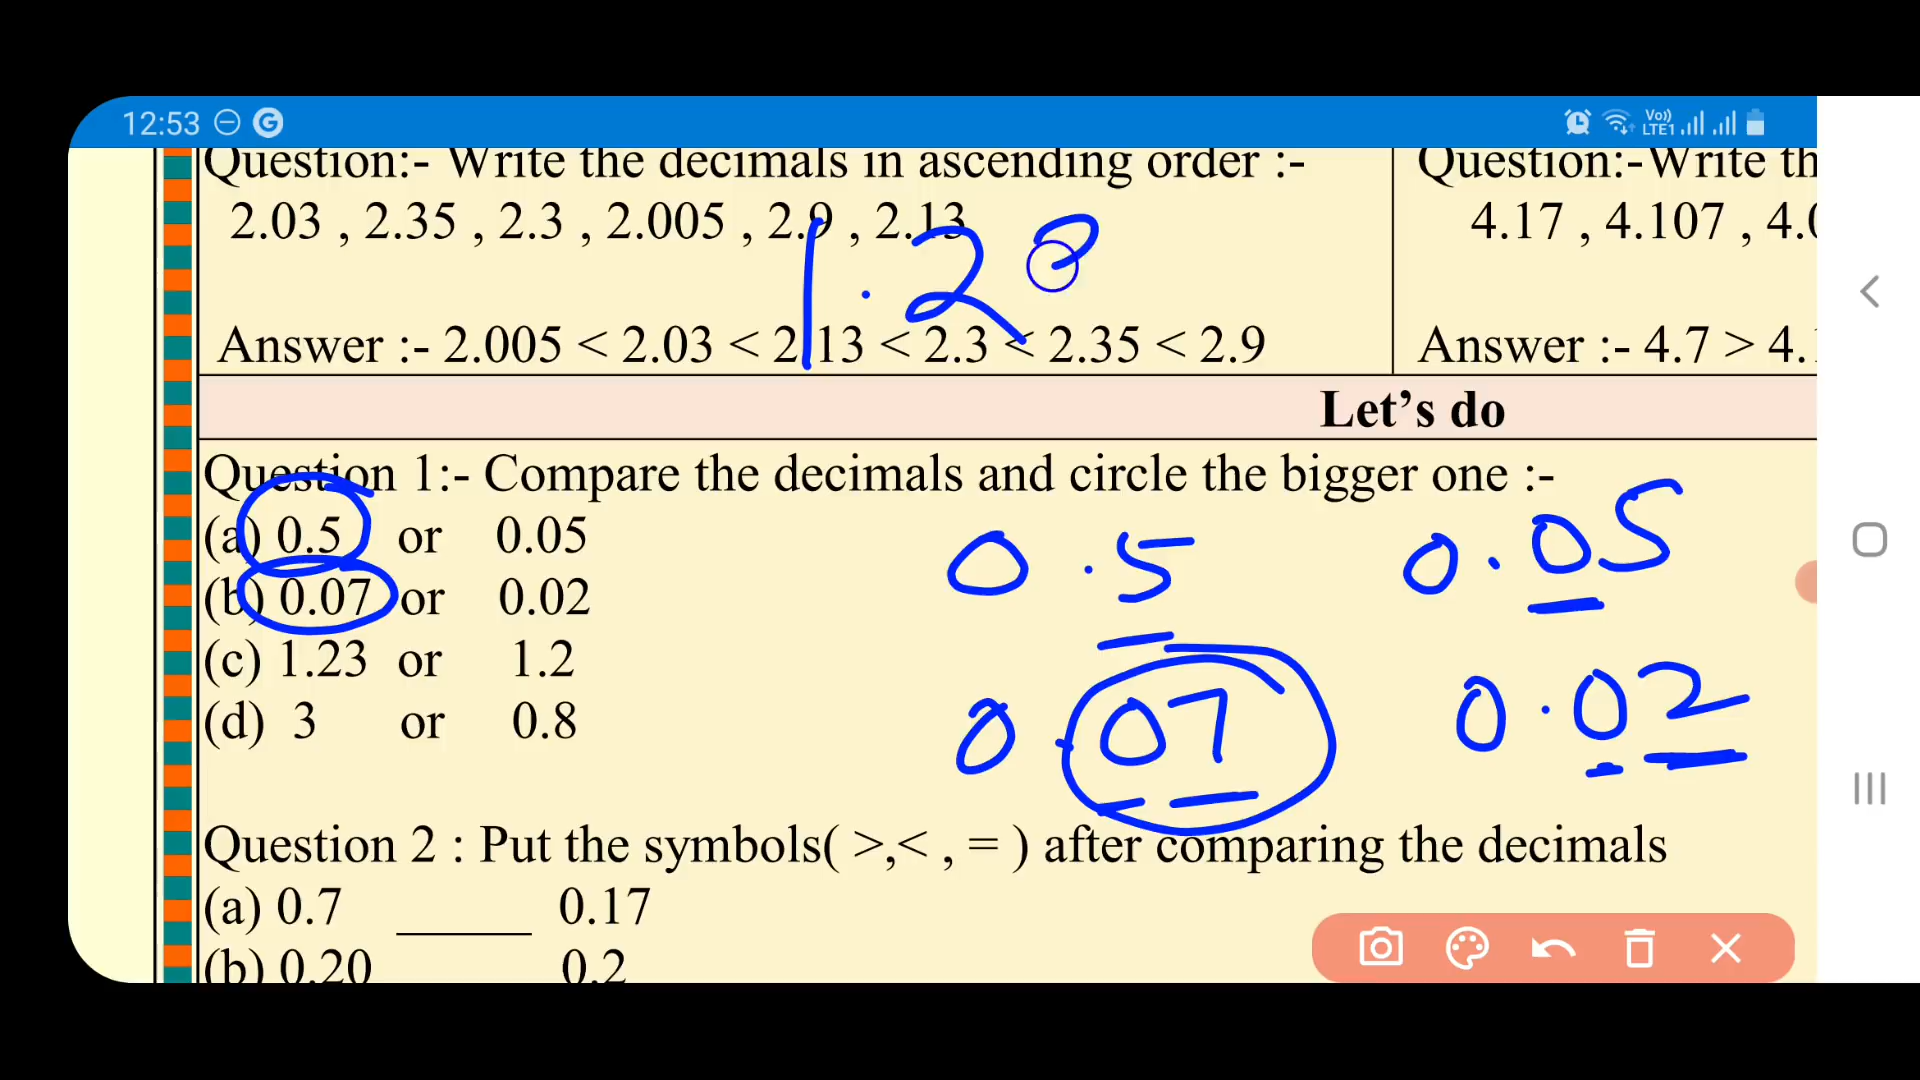 12:53 G Vo)) LTE1
Question:- Write the decimals in ascending order :-
2.03 , 2.35 , 2.3 , 2.005 , 2.9 , 2.13
Answer :- 2.005 < 2.03 < 2.13 < 2.3 < 2.35 < 2.9
Question:-Write th
4.17 , 4.107 , 4.0
Answer :- 4.7 > 4.1
1.2
Let’s do
Question 1:- Compare the decimals and circle the bigger one :-
(a) 0.5 or 0.05
(b) 0.07 or 0.02
(c) 1.23 or 1.2
(d) 3 or 0.8
0.5 0.05
0.07 0.02
Question 2 : Put the symbols( >,< , = ) after comparing the decimals
(a) 0.7 _____ 0.17
(b) 0.20 0.2